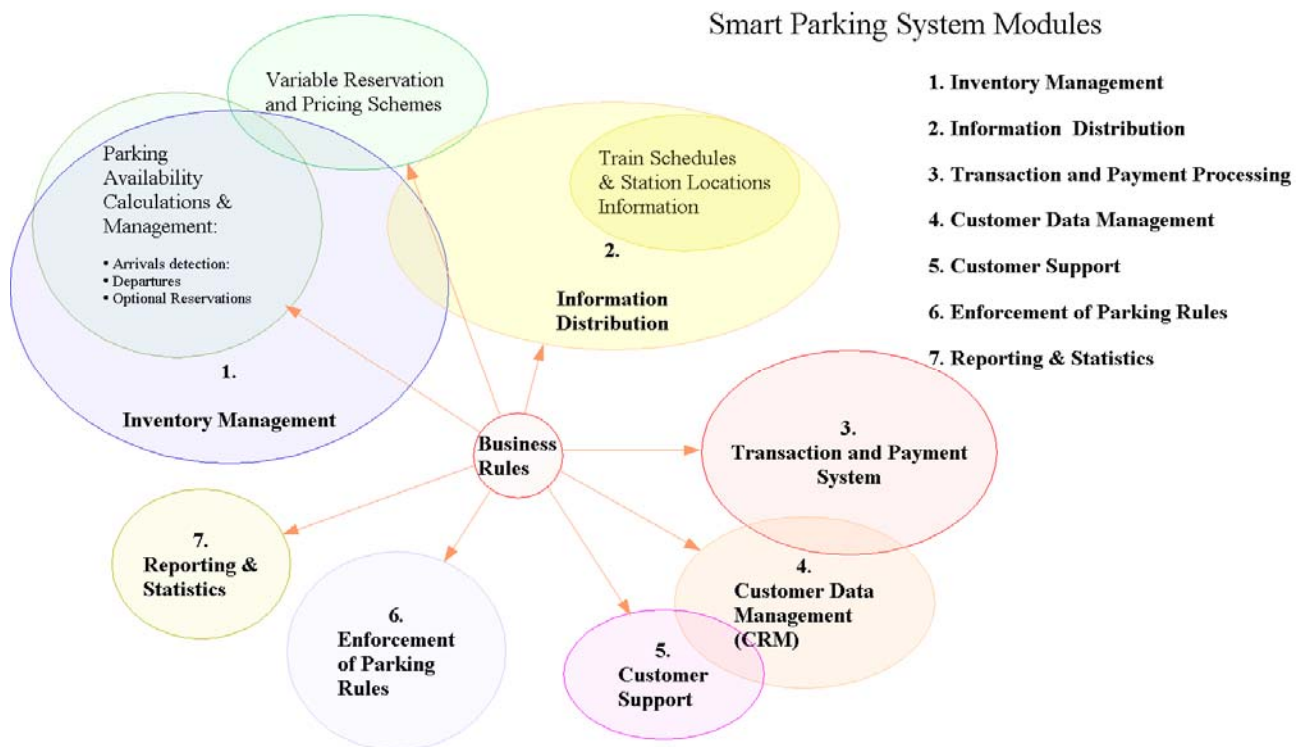 Smart Parking System Modules
Variable Reservation
and Pricing Schemes
1. Inventory Management
2. Information Distribution
3. Transaction and Payment Processing
4. Customer Data Management
5. Customer Support
6. Enforcement of Parking Rules
7. Reporting & Statistics
Parking
Availability
Calculations &
Management:
• Arrivals detection:
• Departures
• Optional Reservations
1.
Inventory Management
Train Schedules
& Station Locations
Information
2.
Information
Distribution
Business
Rules
3.
Transaction and Payment
System
4.
Customer Data
Management
(CRM)
5.
Customer
Support
6.
Enforcement
of Parking
Rules
7.
Reporting &
Statistics